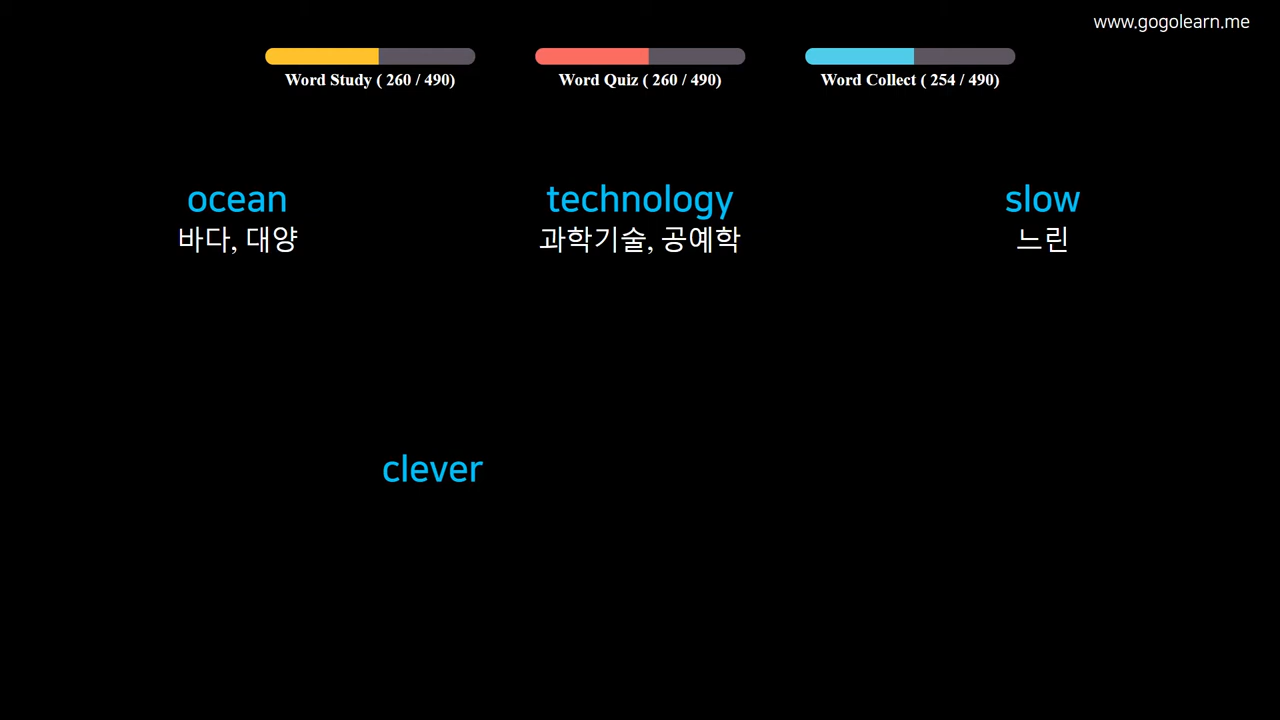 www.gogolearn.me
Word Study ( 260 / 490)
Word Quiz ( 260 / 490)
Word Collect ( 254 / 490)
ocean
바다, 대양
technology
과학기술, 공예학
slow
느린
clever